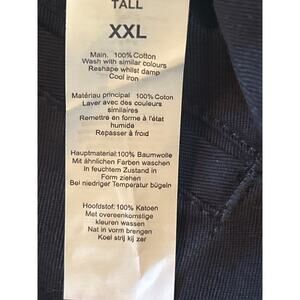 TALL
XXL
Main. 100% Cotton
Wash with similar colours
Reshape whilst damp
Cool iron
Matériau principal 100% Coton
Laver avec des couleurs
similaires
Remettre en forme à l'état
humide
Repasser à froid
Hauptmaterial:100% Baumwolle
Mit ähnlichen Farben waschen
In feuchtem Zustand in
Form ziehen
Bei niedriger Temperatur bügeln
Hoofdstof:100% Katoen
Met overeenkomstige
kleuren wassen
Nat in vorm brengen
Koel strij kij zer